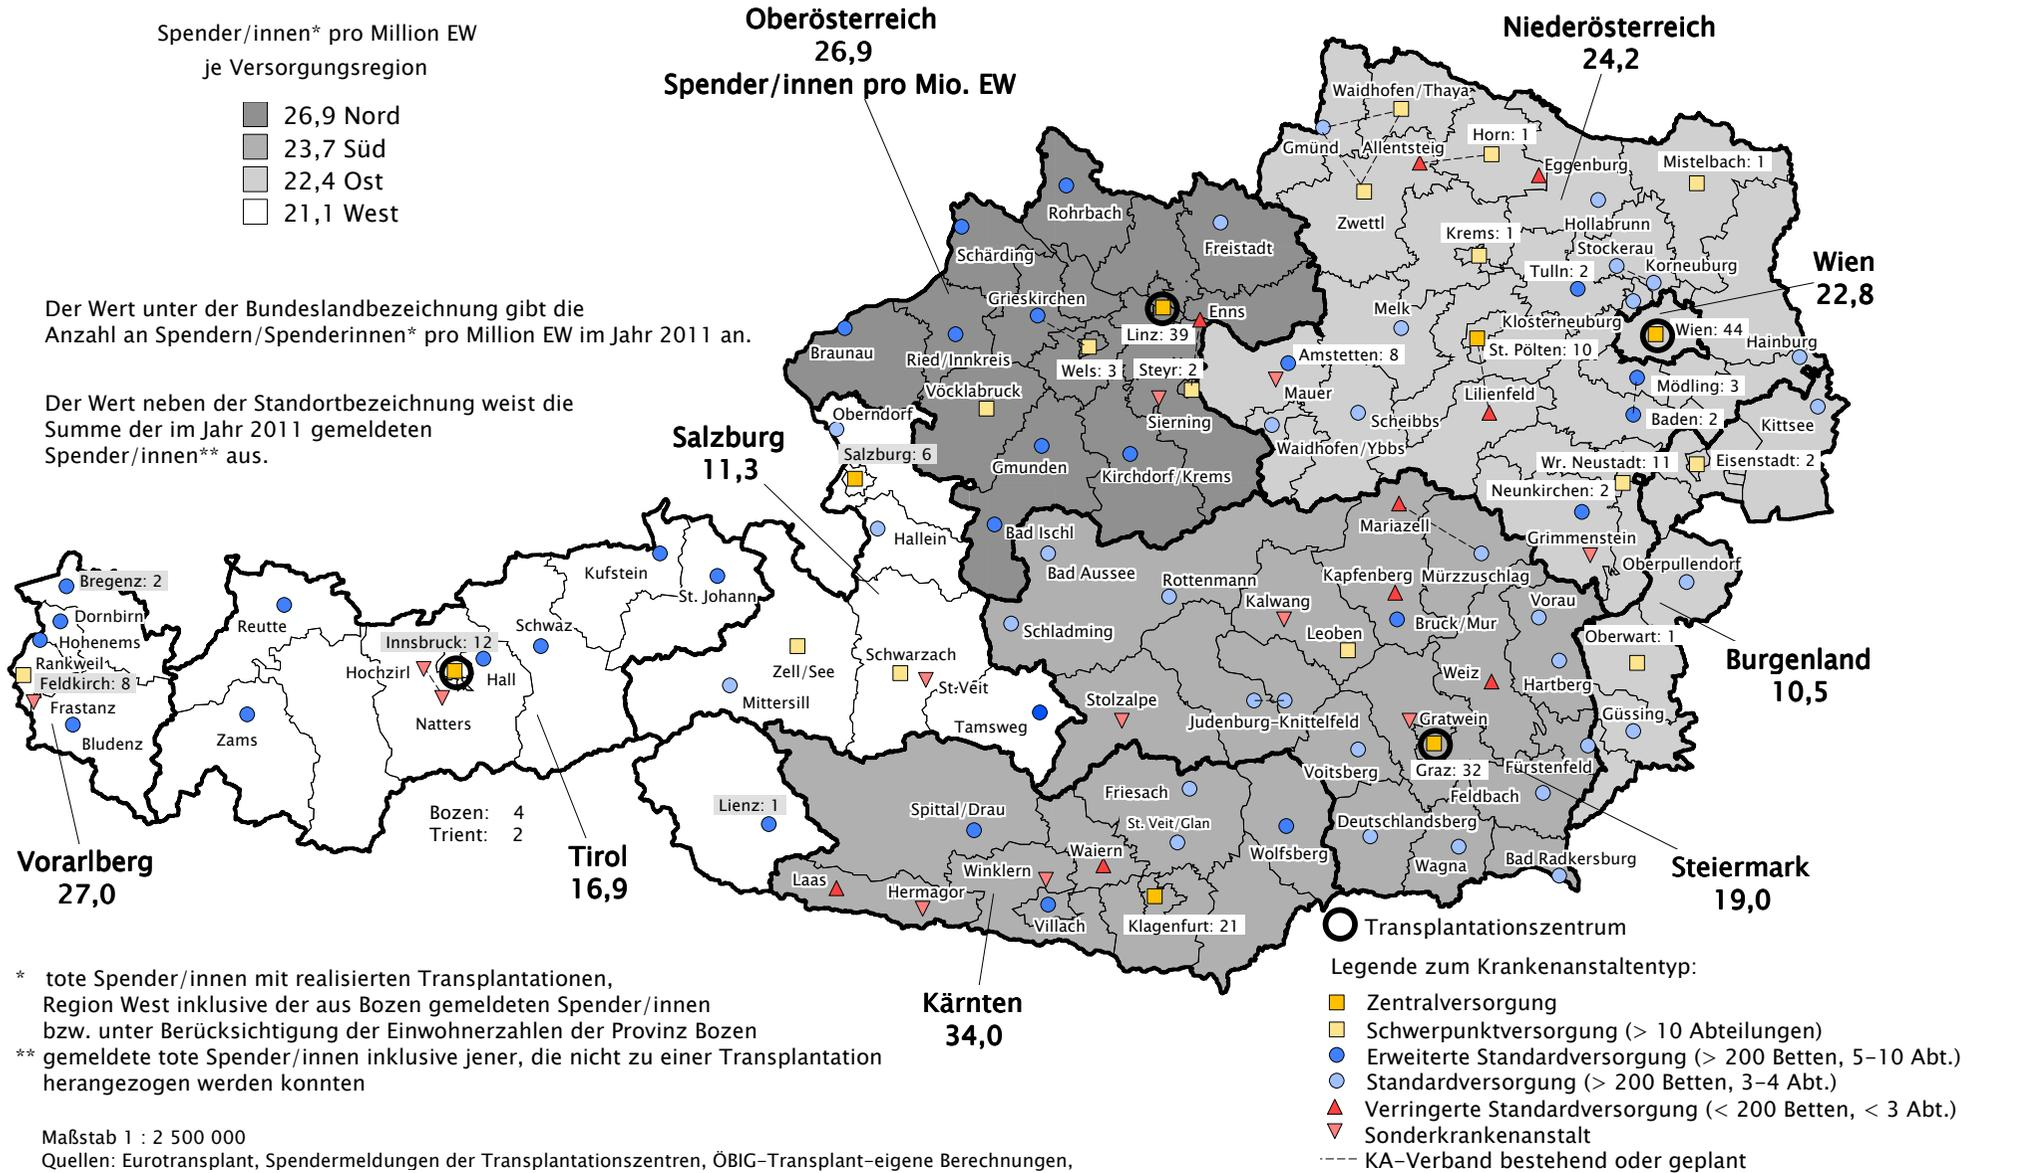 Spender/innen* pro Million EW
je Versorgungsregion
26,9 Nord
23,7 Süd
22,4 Ost
21,1 West
Der Wert unter der Bundeslandbezeichnung gibt die
Anzahl an Spendern/Spenderinnen* pro Million EW im Jahr 2011 an.
Der Wert neben der Standortbezeichnung weist die
Summe der im Jahr 2011 gemeldeten
Spender/innen** aus.
Oberösterreich
26,9
Spender/innen pro Mio. EW
Niederösterreich
24,2
Wien
22,8
Salzburg
11,3
Burgenland
10,5
Vorarlberg
27,0
Tirol
16,9
Kärnten
34,0
Steiermark
19,0
Waidhofen/Thaya
Gmünd
Allentsteig
Horn: 1
Eggenburg
Mistelbach: 1
Zwettl
Hollabrunn
Krems: 1
Stockerau
Korneuburg
Tulln: 2
Melk
Klosterneuburg
Wien: 44
Hainburg
St. Pölten: 10
Amstetten: 8
Mauer
Lilienfeld
Mödling: 3
Scheibbs
Baden: 2
Kittsee
Waidhofen/Ybbs
Wr. Neustadt: 11
Eisenstadt: 2
Neunkirchen: 2
Grimmenstein
Oberpullendorf
Oberwart: 1
Güssing
Rohrbach
Schärding
Freistadt
Grieskirchen
Enns
Linz: 39
Braunau
Ried/Innkreis
Wels: 3
Steyr: 2
Vöcklabruck
Sierning
Gmunden
Kirchdorf/Krems
Bad Ischl
Oberndorf
Salzburg: 6
Hallein
Zell/See
Schwarzach
St.Veit
Mittersill
Tamsweg
Bregenz: 2
Dornbirn
Hohenems
Rankweil
Feldkirch: 8
Frastanz
Bludenz
Reutte
Zams
Innsbruck: 12
Hochzirl
Hall
Natters
Schwaz
Kufstein
St. Johann
Lienz: 1
Bozen: 4
Trient: 2
Mariazell
Bad Aussee
Rottenmann
Kapfenberg
Mürzzuschlag
Kalwang
Vorau
Schladming
Leoben
Bruck/Mur
Weiz
Hartberg
Stolzalpe
Judenburg-Knittelfeld
Gratwein
Voitsberg
Graz: 32
Fürstenfeld
Feldbach
Deutschlandsberg
Wagna
Bad Radkersburg
Spittal/Drau
Friesach
St. Veit/Glan
Wolfsberg
Waiern
Winklern
Laas
Hermagor
Villach
Klagenfurt: 21
* tote Spender/innen mit realisierten Transplantationen,
Region West inklusive der aus Bozen gemeldeten Spender/innen
bzw. unter Berücksichtigung der Einwohnerzahlen der Provinz Bozen
** gemeldete tote Spender/innen inklusive jener, die nicht zu einer Transplantation
herangezogen werden konnten
Maßstab 1 : 2 500 000
Quellen: Eurotransplant, Spendermeldungen der Transplantationszentren, ÖBIG-Transplant-eigene Berechnungen,
Transplantationszentrum
Legende zum Krankenanstaltentyp:
Zentralversorgung
Schwerpunktversorgung (> 10 Abteilungen)
Erweiterte Standardversorgung (> 200 Betten, 5-10 Abt.)
Standardversorgung (> 200 Betten, 3-4 Abt.)
Verringerte Standardversorgung (< 200 Betten, < 3 Abt.)
Sonderkrankenanstalt
KA-Verband bestehend oder geplant